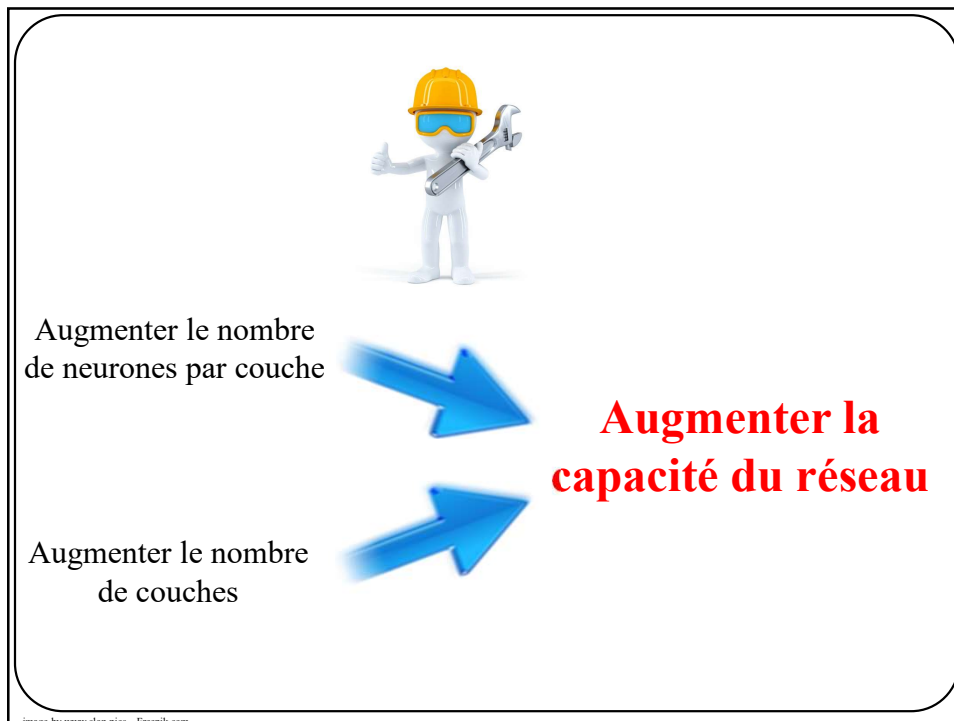 Augmenter le nombre
de neurones par couche
Augmenter la
capacité du réseau
Augmenter le nombre
de couches